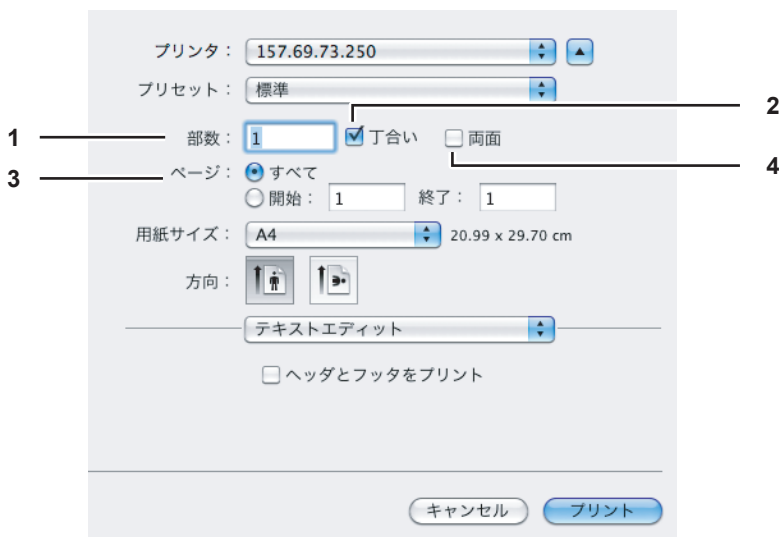 プリンタ： 157.69.73.250
プリセット： 標準
2
1 部数： 1 丁合い 両面
4
3 ページ： すべて
開始： 1 終了： 1
用紙サイズ： A4 20.99 x 29.70 cm
方向：
テキストエディット
ヘッダとフッタをプリント
キャンセル プリント